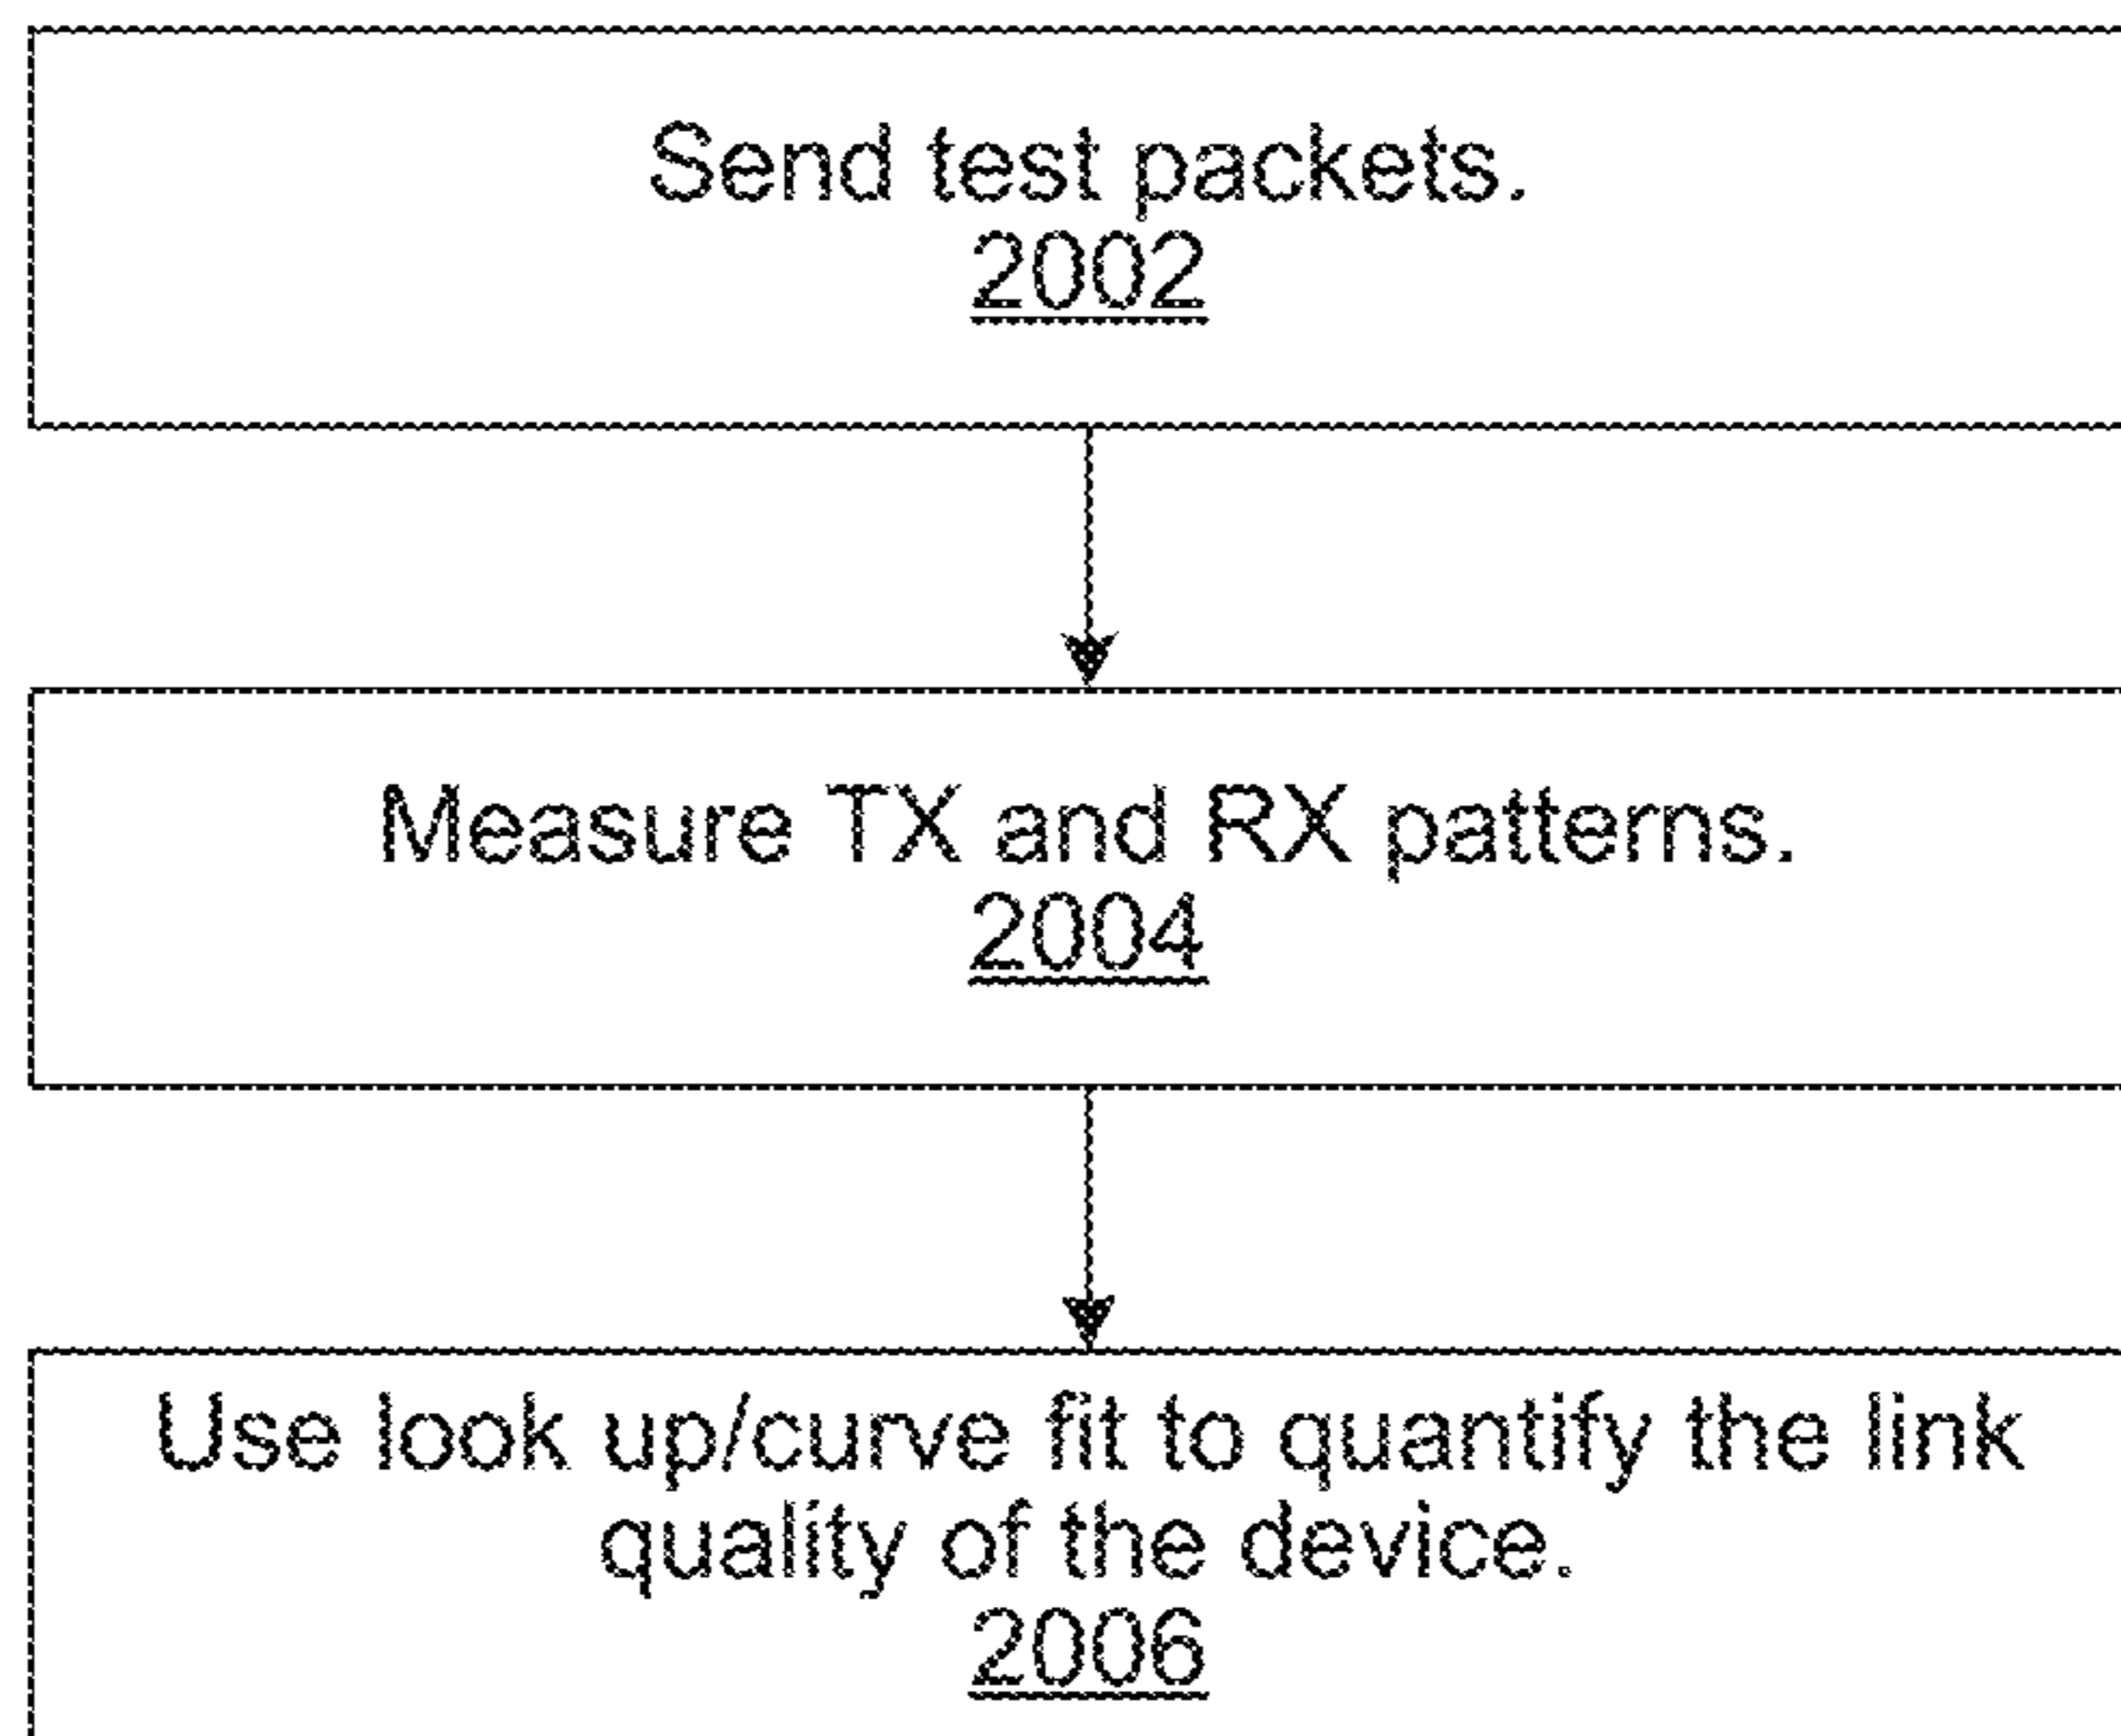 Send test packets.
2002
Measure TX and RX patterns.
2004
Use look up/curve fit to quantify the link
quality of the device.
2006